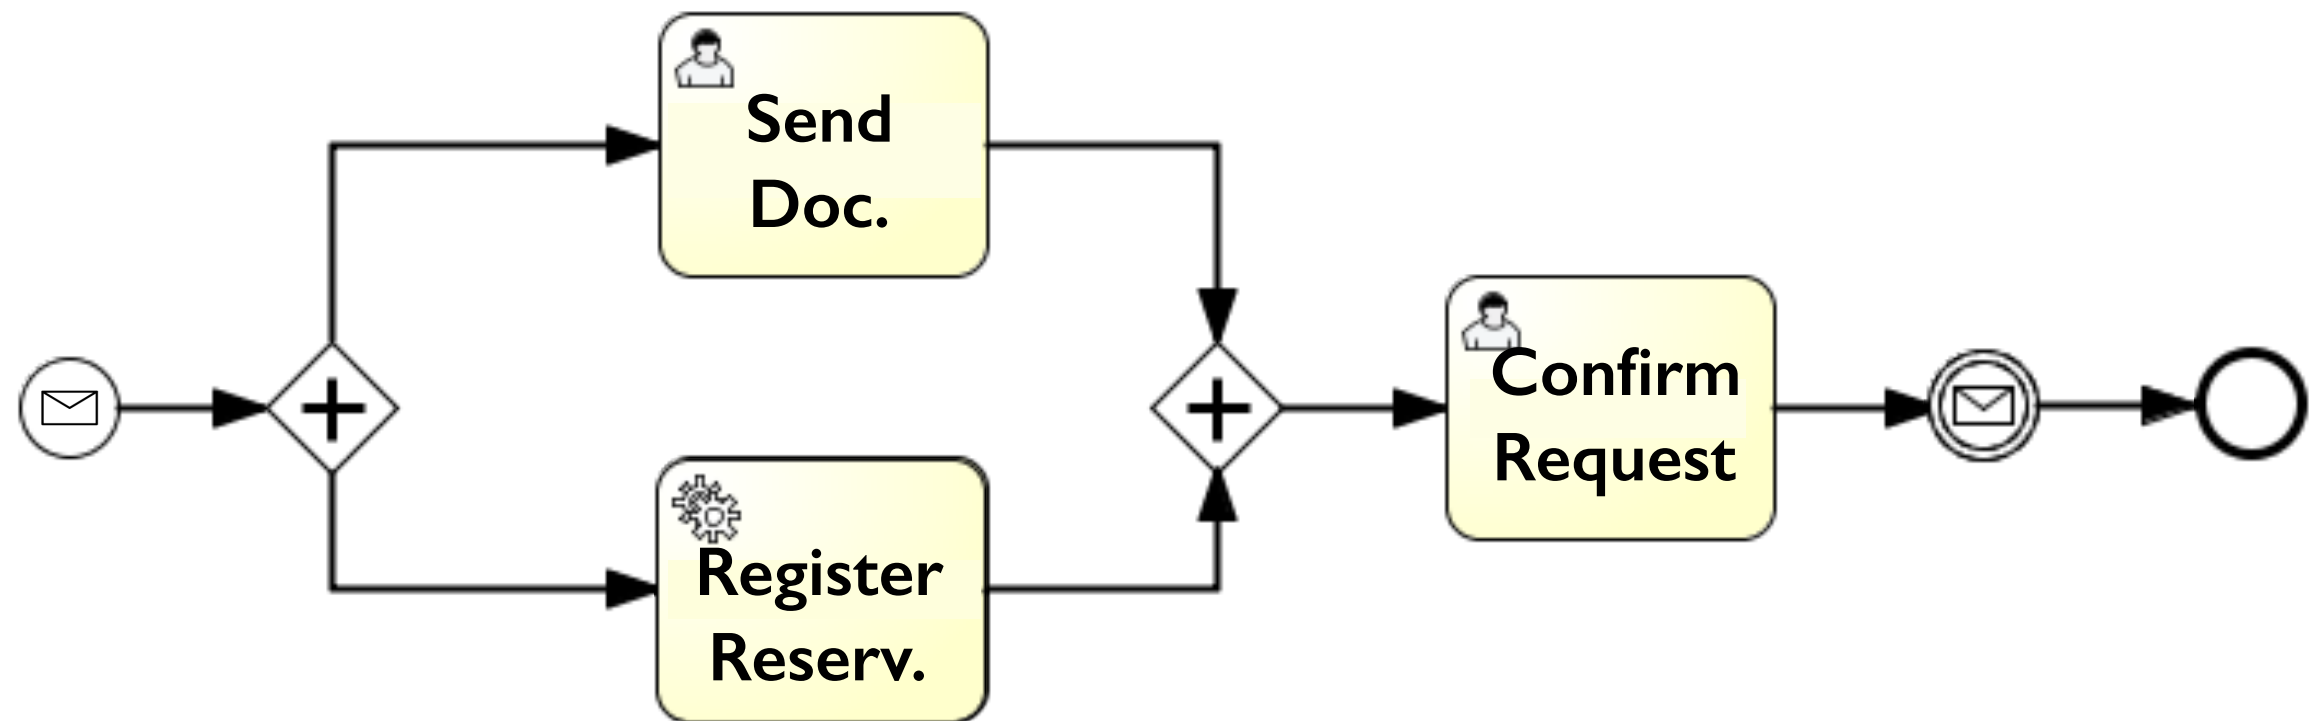 Send
Doc.
Register
Reserv.
Confirm
Request